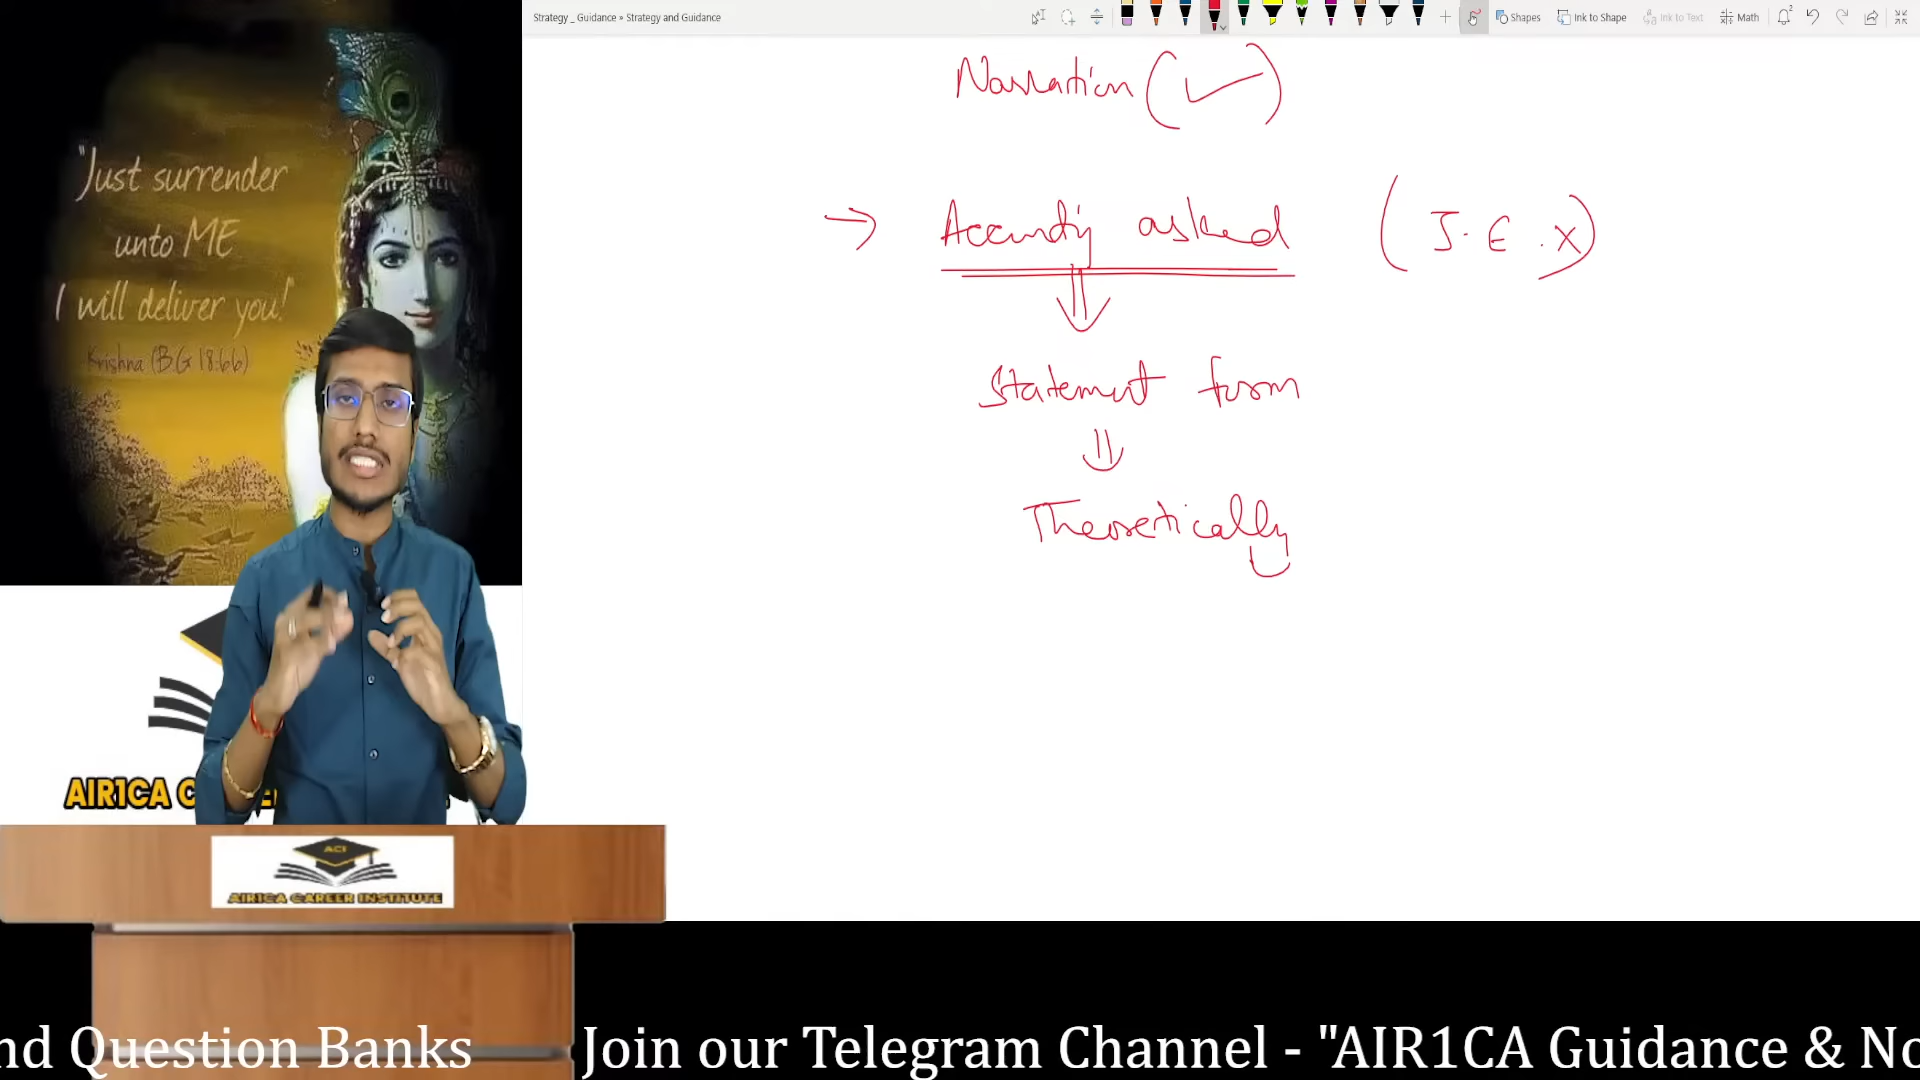 Strategy _ Guidance » Strategy and Guidance
Shapes
Ink to Shape
Ink to Text
Math
"Just surrender
unto ME
I will deliver you!"
Krishna (B.G 18:66)
Narration (✓)
→ asked (J.E.X)
Statement form
Theoretically
AIR1CA C
ACI
AIR1CA CAREER INSTITUTE
nd Question Banks
Join our Telegram Channel - "AIR1CA Guidance & No